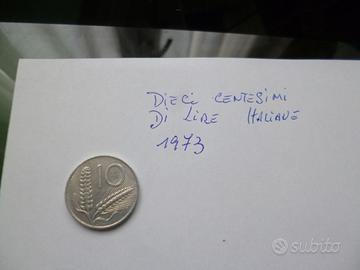 DIECI CENTESIMI
DI LIRE ITALIANE
1973
10
subito